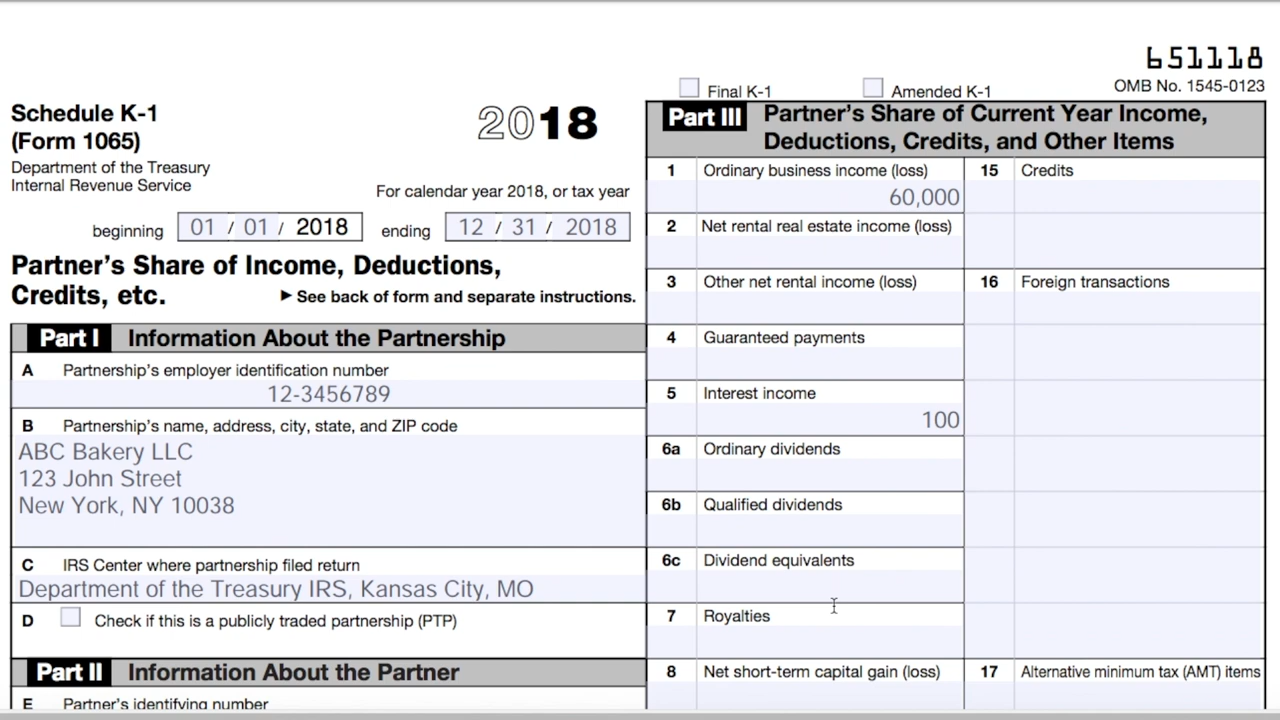 651118
Final K-1 Amended K-1 OMB No. 1545-0123
Schedule K-1
(Form 1065)
2018
Department of the Treasury
Internal Revenue Service
For calendar year 2018, or tax year
beginning 01 / 01 / 2018 ending 12 / 31 / 2018
Partner's Share of Income, Deductions,
Credits, etc. ► See back of form and separate instructions.
Part I Information About the Partnership
A Partnership's employer identification number
12-3456789
B Partnership's name, address, city, state, and ZIP code
ABC Bakery LLC
123 John Street
New York, NY 10038
C IRS Center where partnership filed return
Department of the Treasury IRS, Kansas City, MO
D Check if this is a publicly traded partnership (PTP)
Part II Information About the Partner
E Partner's identifying number
Part III Partner's Share of Current Year Income,
Deductions, Credits, and Other Items
1 Ordinary business income (loss)
60,000
2 Net rental real estate income (loss)
3 Other net rental income (loss)
4 Guaranteed payments
5 Interest income
100
6a Ordinary dividends
6b Qualified dividends
6c Dividend equivalents
7 Royalties
8 Net short-term capital gain (loss)
15 Credits
16 Foreign transactions
17 Alternative minimum tax (AMT) items